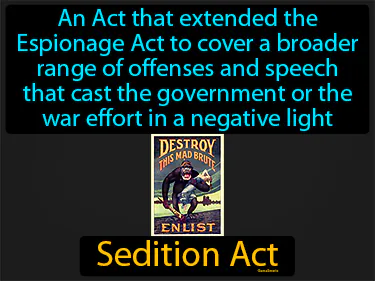 An Act that extended the
Espionage Act to cover a broader
range of offenses and speech
that cast the government or the
war effort in a negative light
DESTROY
THIS MAD BRUTE
ENLIST
Sedition Act